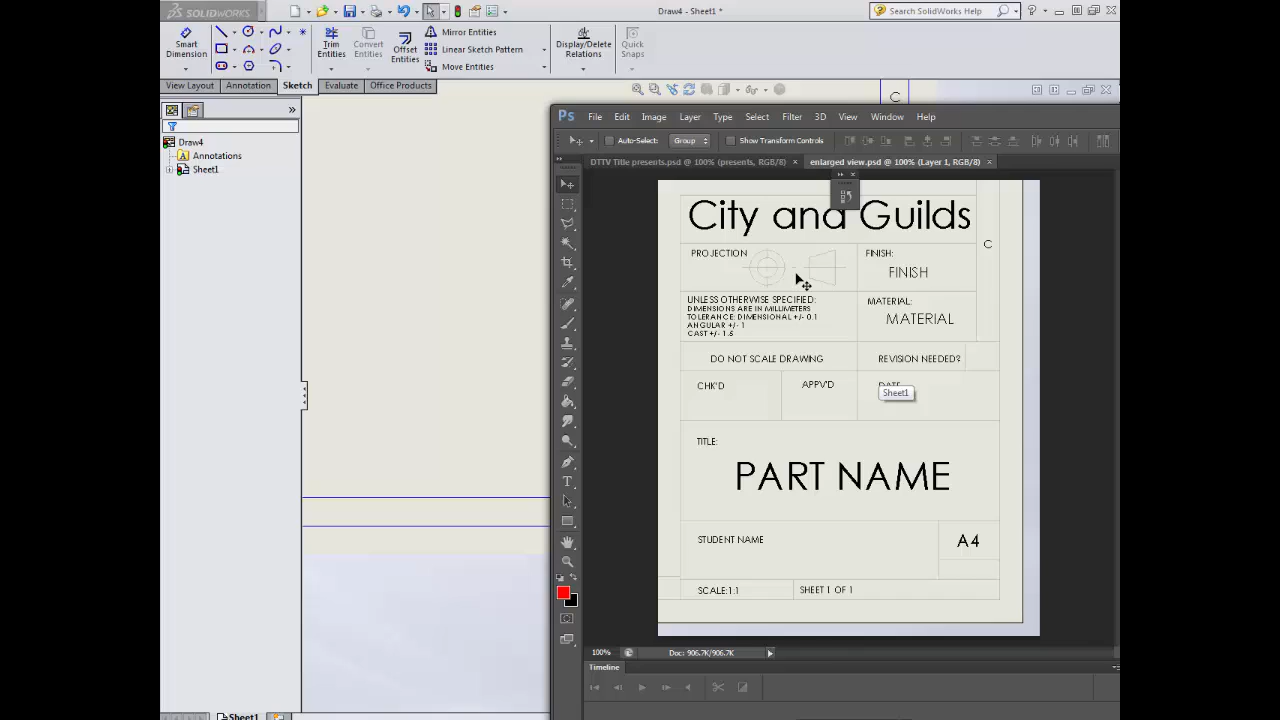 SOLIDWORKS
Draw4 - Sheet1 *
Search SolidWorks Help
Smart Dimension
Trim Entities
Convert Entities
Offset Entities
Mirror Entities
Linear Sketch Pattern
Move Entities
Display/Delete Relations
Quick Snaps
View Layout
Annotation
Sketch
Evaluate
Office Products
C
Draw4
Annotations
Sheet1
Ps
File
Edit
Image
Layer
Type
Select
Filter
3D
View
Window
Help
Auto-Select:
Group
Show Transform Controls
DTTV Title presents.psd @ 100% (presents, RGB/8)
enlarged view.psd @ 100% (Layer 1, RGB/8)
City and Guilds
PROJECTION
FINISH:
FINISH
C
UNLESS OTHERWISE SPECIFIED:
DIMENSIONS ARE IN MILLIMETERS
TOLERANCE: DIMENSIONAL +/- 0.1
ANGULAR +/- 1
CAST +/- 1.5
MATERIAL:
MATERIAL
DO NOT SCALE DRAWING
REVISION NEEDED?
CHK'D
APPV'D
DATE
Sheet1
TITLE:
PART NAME
STUDENT NAME
A4
SCALE:1:1
SHEET 1 OF 1
100%
Doc: 906.7K/906.7K
Timeline
Sheet1